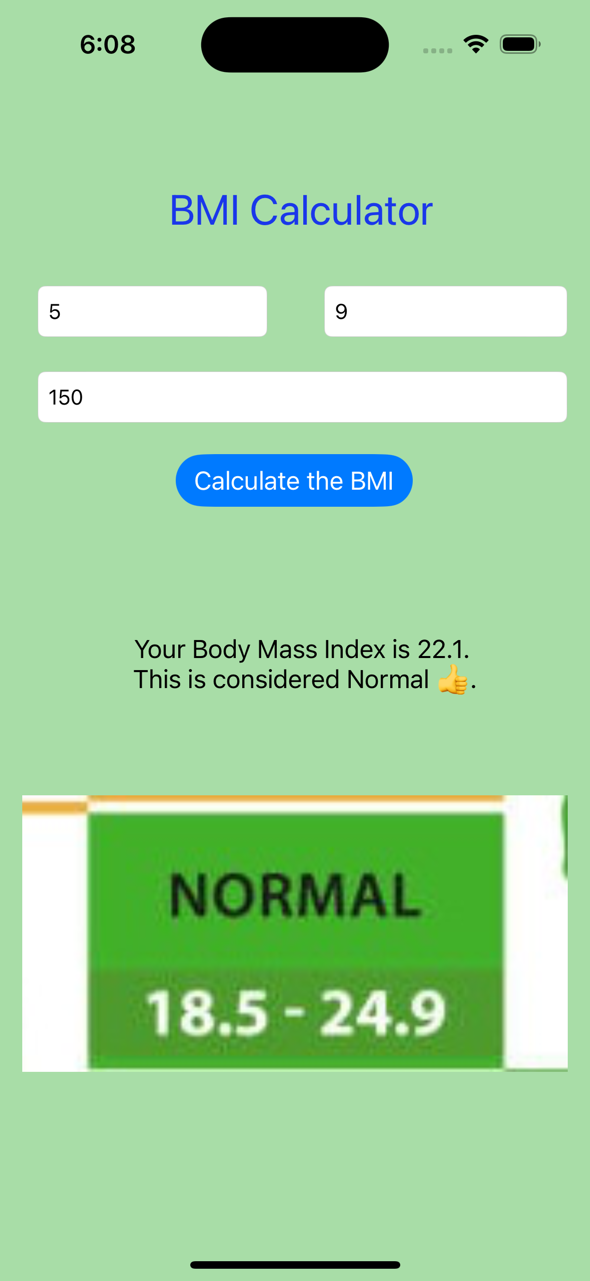 6:08
BMI Calculator
5 9
150
Calculate the BMI
Your Body Mass Index is 22.1.
This is considered Normal 👍.
NORMAL
18.5 - 24.9